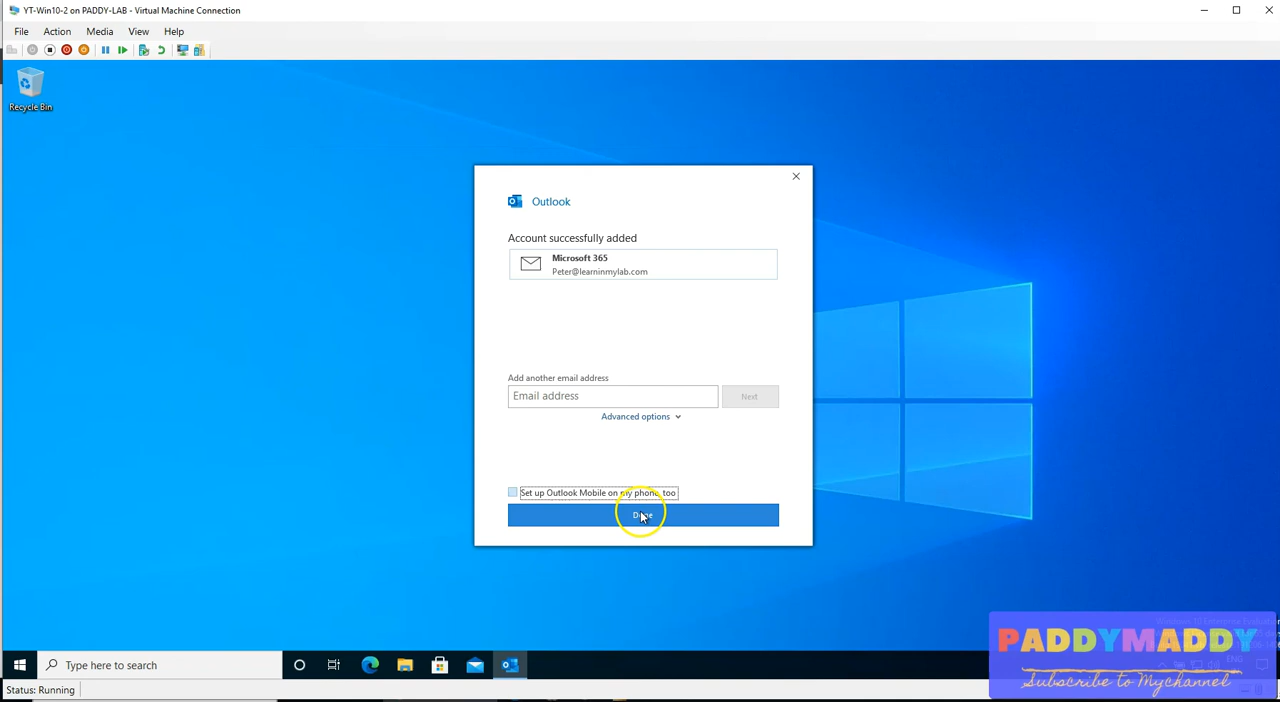 YT-Win10-2 on PADDY-LAB - Virtual Machine Connection
File Action Media View Help
Recycle Bin
Outlook
Account successfully added
Microsoft 365
Peter@learninmylab.com
Add another email address
Email address
Next
Advanced options
Set up Outlook Mobile on my phone, too
Done
PADDYMADDY
Subscribe to Mychannel
Type here to search
Status: Running